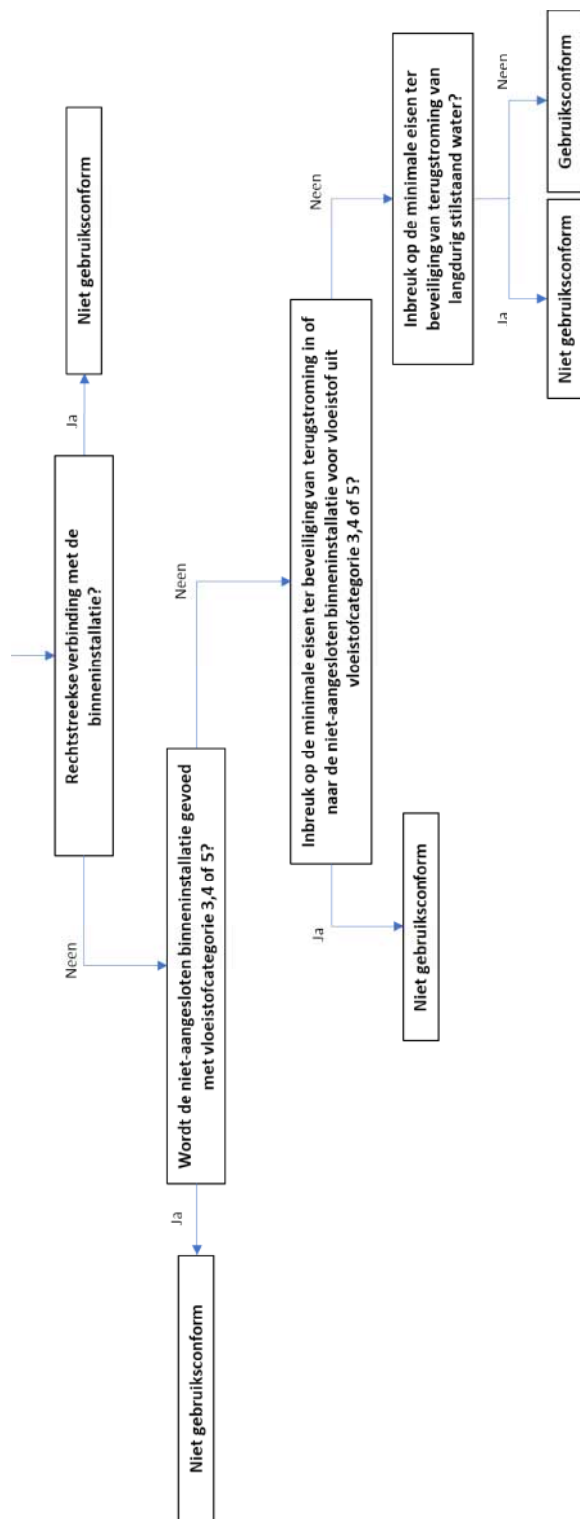 Rechtstreekse verbinding met de
binneninstallatie?
Ja
Niet gebruiksconform
Neen
Wordt de niet-aangesloten binneninstallatie gevoed
met vloeistofcategorie 3,4 of 5?
Ja
Niet gebruiksconform
Neen
Inbreuk op de minimale eisen ter beveiliging van terugstroming in of
naar de niet-aangesloten binneninstallatie voor vloeistof uit
vloeistofcategorie 3,4 of 5?
Ja
Niet gebruiksconform
Neen
Inbreuk op de minimale eisen ter
beveiliging van terugstroming van
langdurig stilstaand water?
Ja
Niet gebruiksconform
Neen
Gebruiksconform